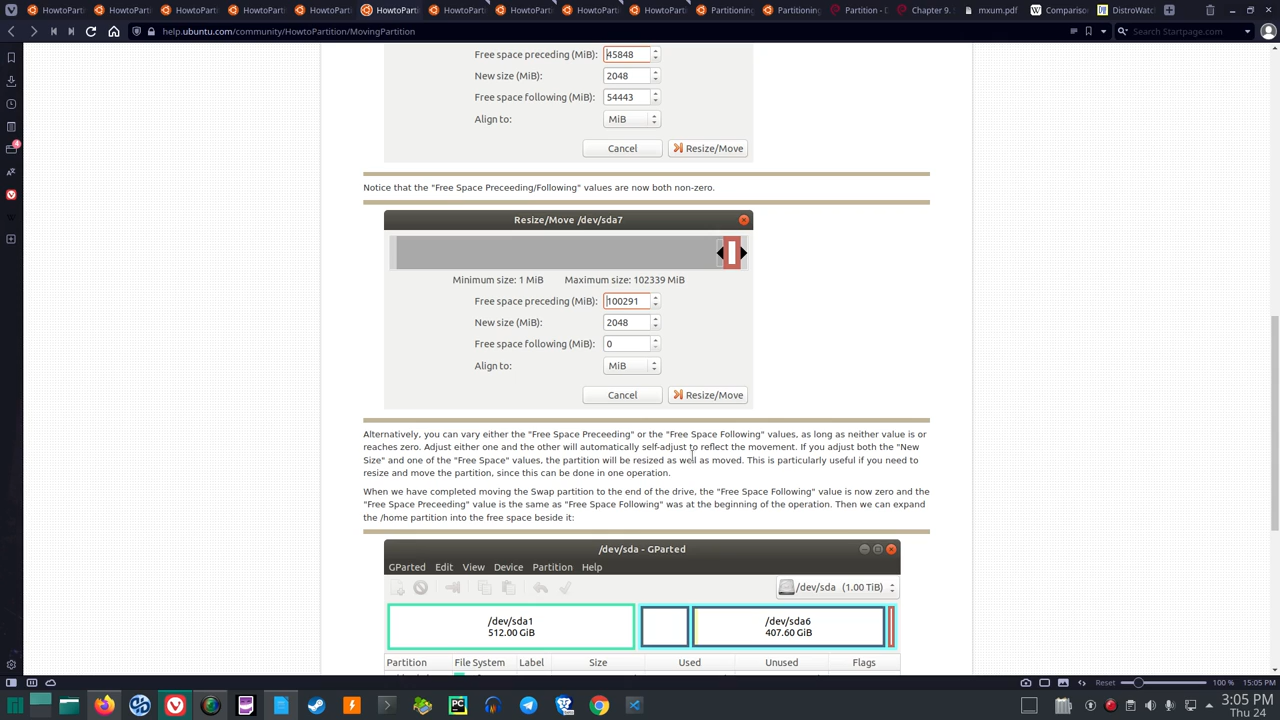 HowtoPartit
HowtoPartit
HowtoPartit
HowtoPartit
HowtoPartit
HowtoPartit
HowtoPartit
HowtoPartit
HowtoPartit
HowtoPartit
Partitioning
Partitioning
Partition - D
Chapter 9.
mxum.pdf
Comparison
DistroWatch
help.ubuntu.com/community/HowtoPartition/MovingPartition
Search Startpage.com
Free space preceding (MiB): 45848
New size (MiB): 2048
Free space following (MiB): 54443
Align to: MiB
Cancel Resize/Move
Notice that the "Free Space Preceeding/Following" values are now both non-zero.
Resize/Move /dev/sda7
Minimum size: 1 MiB Maximum size: 102339 MiB
Free space preceding (MiB): 100291
New size (MiB): 2048
Free space following (MiB): 0
Align to: MiB
Cancel Resize/Move
Alternatively, you can vary either the "Free Space Preceeding" or the "Free Space Following" values, as long as neither value is or
reaches zero. Adjust either one and the other will automatically self-adjust to reflect the movement. If you adjust both the "New
Size" and one of the "Free Space" values, the partition will be resized as well as moved. This is particularly useful if you need to
resize and move the partition, since this can be done in one operation.
When we have completed moving the Swap partition to the end of the drive, the "Free Space Following" value is now zero and the
"Free Space Preceeding" value is the same as "Free Space Following" was at the beginning of the operation. Then we can expand
the /home partition into the free space beside it:
/dev/sda - GParted
GParted Edit View Device Partition Help
/dev/sda (1.00 TiB)
/dev/sda1
512.00 GiB
/dev/sda6
407.60 GiB
Partition File System Label Size Used Unused Flags
Reset 100 % 15:05 PM
3:05 PM
Thu 24